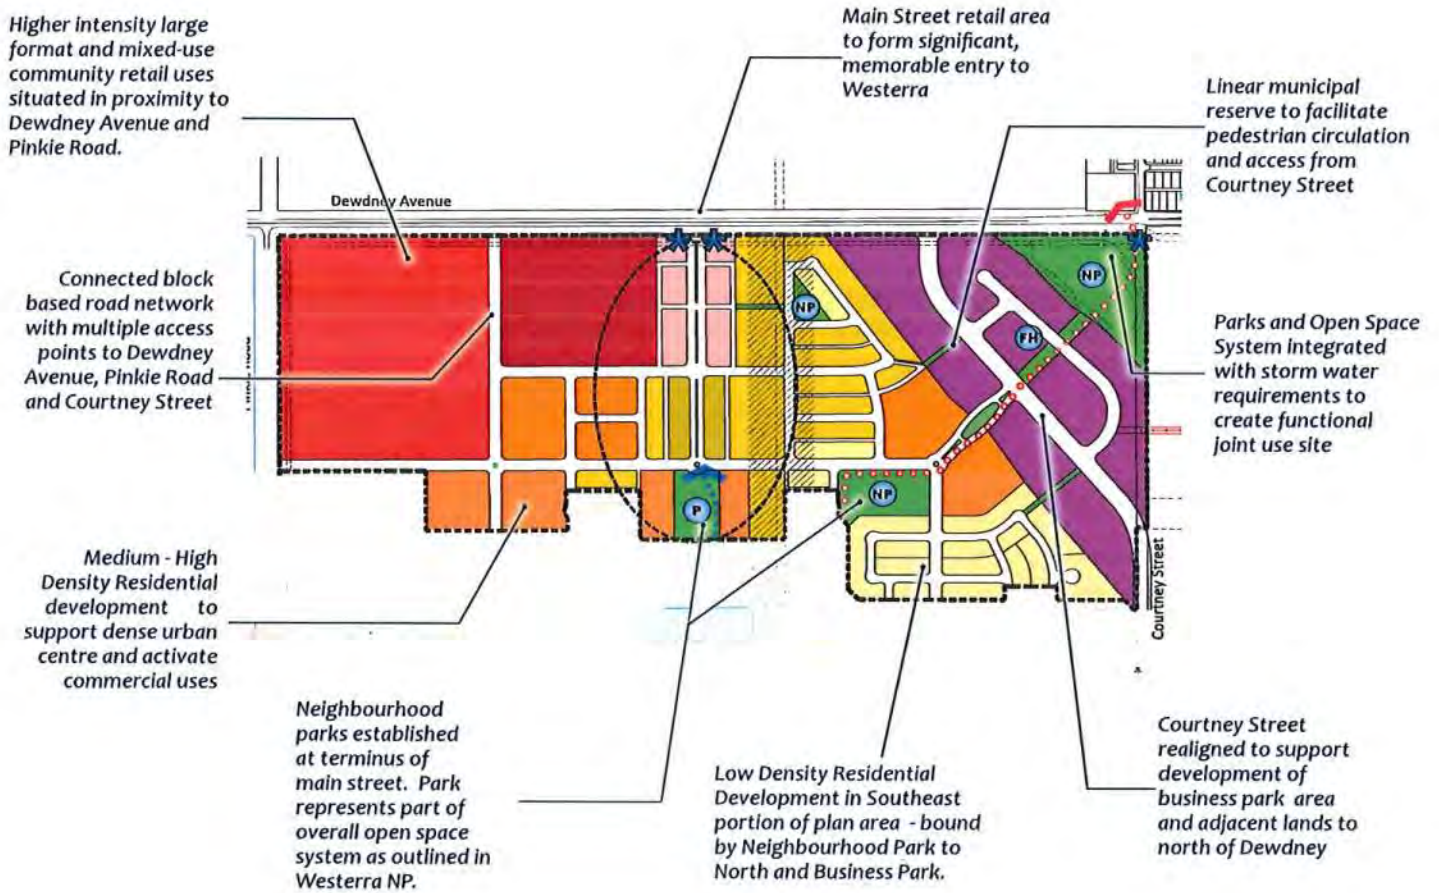 Higher intensity large
format and mixed-use
community retail uses
situated in proximity to
Dewdney Avenue and
Pinkie Road.
Main Street retail area
to form significant,
memorable entry to
Westerra
Linear municipal
reserve to facilitate
pedestrian circulation
and access from
Courtney Street
Dewdney Avenue
Connected block
based road network
with multiple access
points to Dewdney
Avenue, Pinkie Road
and Courtney Street
NP
NP
FH
Parks and Open Space
System integrated
with storm water
requirements to
create functional
joint use site
NP
P
Medium - High
Density Residential
development to
support dense urban
centre and activate
commercial uses
Courtney Street
Neighbourhood
parks established
at terminus of
main street. Park
represents part of
overall open space
system as outlined in
Westerra NP.
Low Density Residential
Development in Southeast
portion of plan area - bound
by Neighbourhood Park to
North and Business Park.
Courtney Street
realigned to support
development of
business park area
and adjacent lands to
north of Dewdney